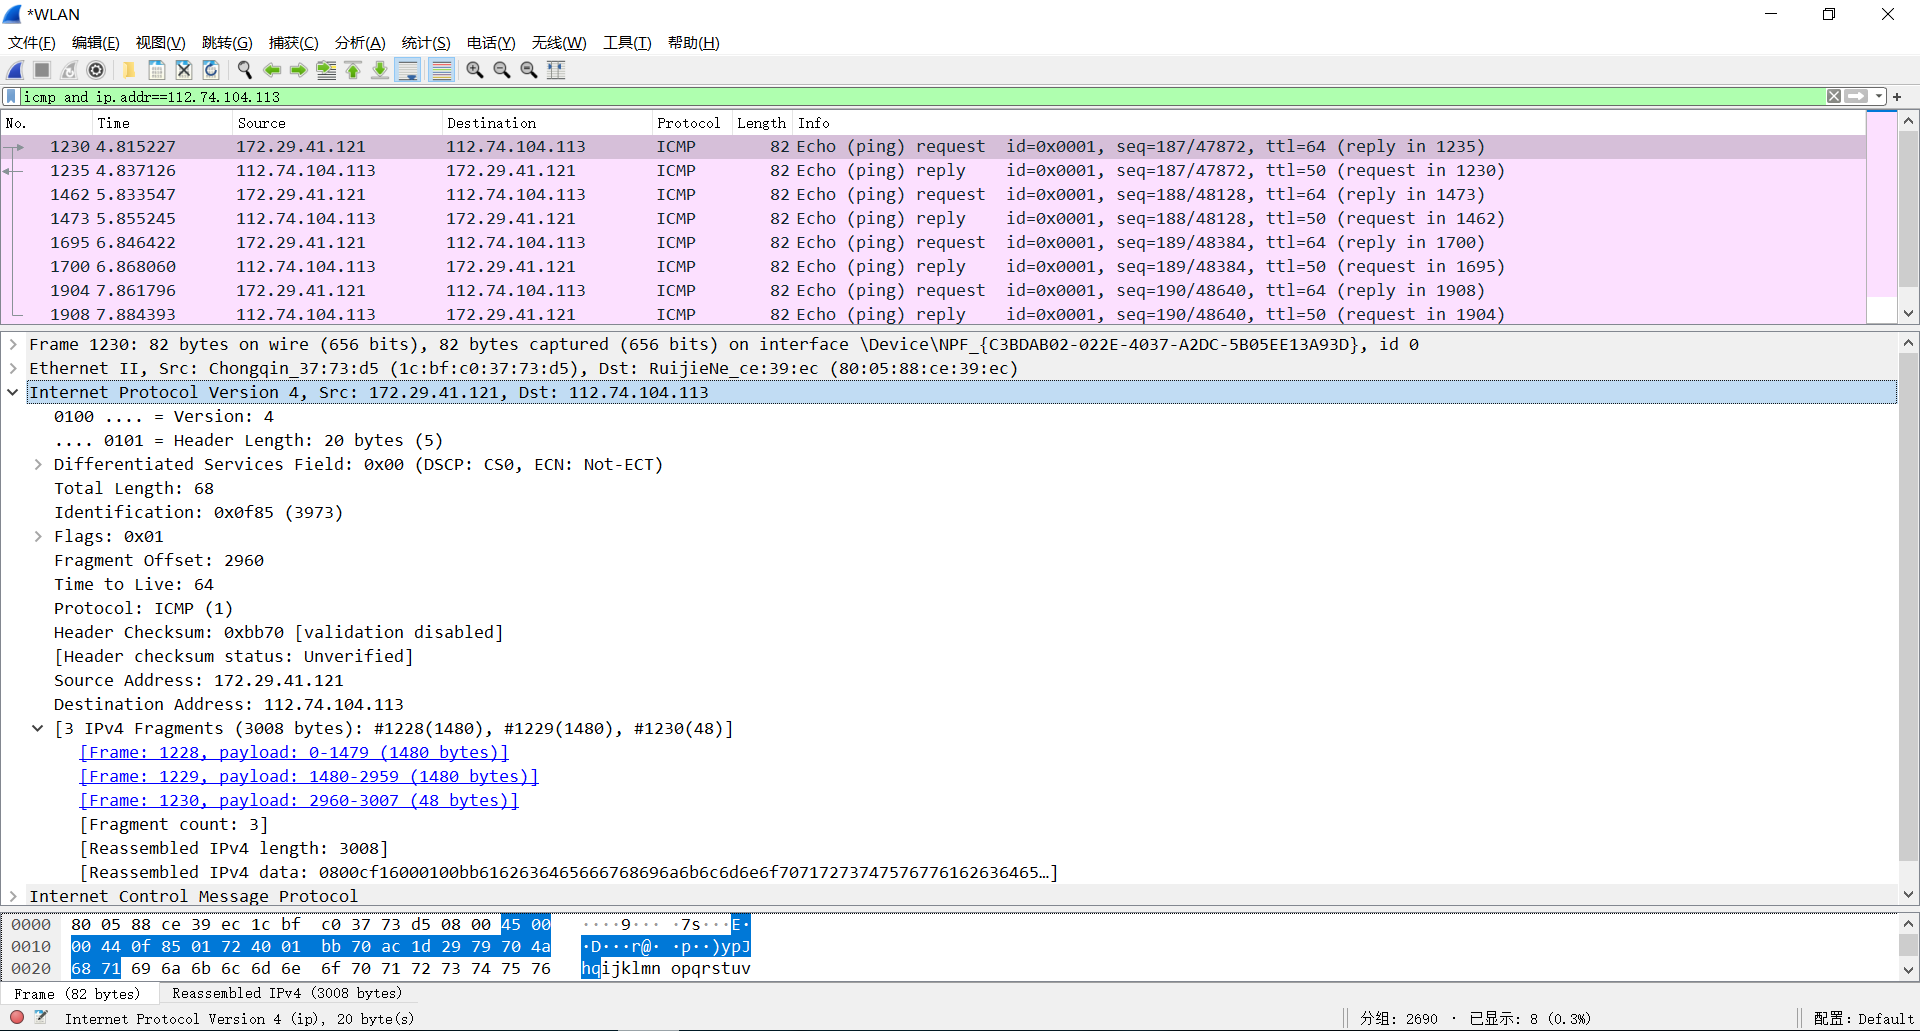 *WLAN
文件(F) 编辑(E) 视图(V) 跳转(G) 捕获(C) 分析(A) 统计(S) 电话(Y) 无线(W) 工具(T) 帮助(H)
icmp and ip.addr==112.74.104.113
No. Time Source Destination Protocol Length Info
1230 4.815227 172.29.41.121 112.74.104.113 ICMP 82 Echo (ping) request id=0x0001, seq=187/47872, ttl=64 (reply in 1235)
1235 4.837126 112.74.104.113 172.29.41.121 ICMP 82 Echo (ping) reply id=0x0001, seq=187/47872, ttl=50 (request in 1230)
1462 5.833547 172.29.41.121 112.74.104.113 ICMP 82 Echo (ping) request id=0x0001, seq=188/48128, ttl=64 (reply in 1473)
1473 5.855245 112.74.104.113 172.29.41.121 ICMP 82 Echo (ping) reply id=0x0001, seq=188/48128, ttl=50 (request in 1462)
1695 6.846422 172.29.41.121 112.74.104.113 ICMP 82 Echo (ping) request id=0x0001, seq=189/48384, ttl=64 (reply in 1700)
1700 6.868060 112.74.104.113 172.29.41.121 ICMP 82 Echo (ping) reply id=0x0001, seq=189/48384, ttl=50 (request in 1695)
1904 7.861796 172.29.41.121 112.74.104.113 ICMP 82 Echo (ping) request id=0x0001, seq=190/48640, ttl=64 (reply in 1908)
1908 7.884393 112.74.104.113 172.29.41.121 ICMP 82 Echo (ping) reply id=0x0001, seq=190/48640, ttl=50 (request in 1904)
Frame 1230: 82 bytes on wire (656 bits), 82 bytes captured (656 bits) on interface \Device\NPF_{C3BDAB02-022E-4037-A2DC-5B05EE13A93D}, id 0
Ethernet II, Src: Chongqin_37:73:d5 (1c:bf:c0:37:73:d5), Dst: RuijieNe_ce:39:ec (80:05:88:ce:39:ec)
Internet Protocol Version 4, Src: 172.29.41.121, Dst: 112.74.104.113
0100 .... = Version: 4
.... 0101 = Header Length: 20 bytes (5)
Differentiated Services Field: 0x00 (DSCP: CS0, ECN: Not-ECT)
Total Length: 68
Identification: 0x0f85 (3973)
Flags: 0x01
Fragment Offset: 2960
Time to Live: 64
Protocol: ICMP (1)
Header Checksum: 0xbb70 [validation disabled]
[Header checksum status: Unverified]
Source Address: 172.29.41.121
Destination Address: 112.74.104.113
[3 IPv4 Fragments (3008 bytes): #1228(1480), #1229(1480), #1230(48)]
[Frame: 1228, payload: 0-1479 (1480 bytes)]
[Frame: 1229, payload: 1480-2959 (1480 bytes)]
[Frame: 1230, payload: 2960-3007 (48 bytes)]
[Fragment count: 3]
[Reassembled IPv4 length: 3008]
[Reassembled IPv4 data: 0800cf16000100bb6162636465666768696a6b6c6d6e6f7071727374757677616263646​5…]
Internet Control Message Protocol
0000 80 05 88 ce 39 ec 1c bf c0 37 73 d5 08 00 45 00 ····9··· ·7s···E·
0010 00 44 0f 85 01 72 40 01 bb 70 ac 1d 29 79 70 4a ·D···r@· ·p··)ypJ
0020 68 71 69 6a 6b 6c 6d 6e 6f 70 71 72 73 74 75 76 hqijklmn opqrstuv
Frame (82 bytes) Reassembled IPv4 (3008 bytes)
Internet Protocol Version 4 (ip), 20 byte(s) 分组: 2690 · 已显示: 8 (0.3%) 配置: Default